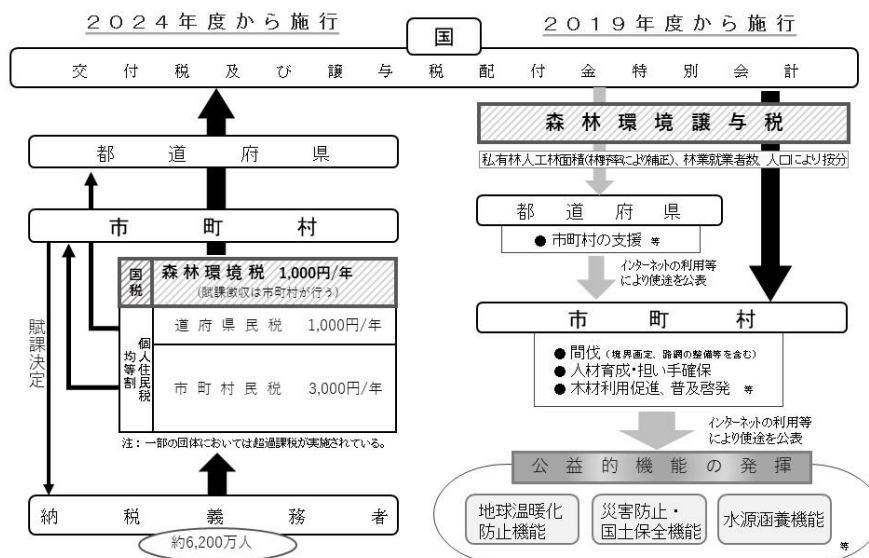 2024年度から施行
国
2019年度から施行
交付税及び譲与税配付金特別会計
都道府県
市町村
国税
森林環境税 1,000円/年
(賦課徴収は市町村が行う)
個人住民税
均等割
道府県民税 1,000円/年
市町村民税 3,000円/年
注:一部の団体においては超過課税が実施されている。
賦課決定
納税義務者
約6,200万人
森林環境譲与税
私有林人工林面積(林野率により補正)、林業就業者数、人口により按分
都道府県
● 市町村の支援 等
インターネットの利用等
により使途を公表
市町村
● 間伐(境界画定、路網の整備等を含む)
● 人材育成・担い手確保
● 木材利用促進、普及啓発 等
インターネットの利用等
により使途を公表
公益的機能の発揮
地球温暖化
防止機能
災害防止・
国土保全機能
水源涵養機能
等